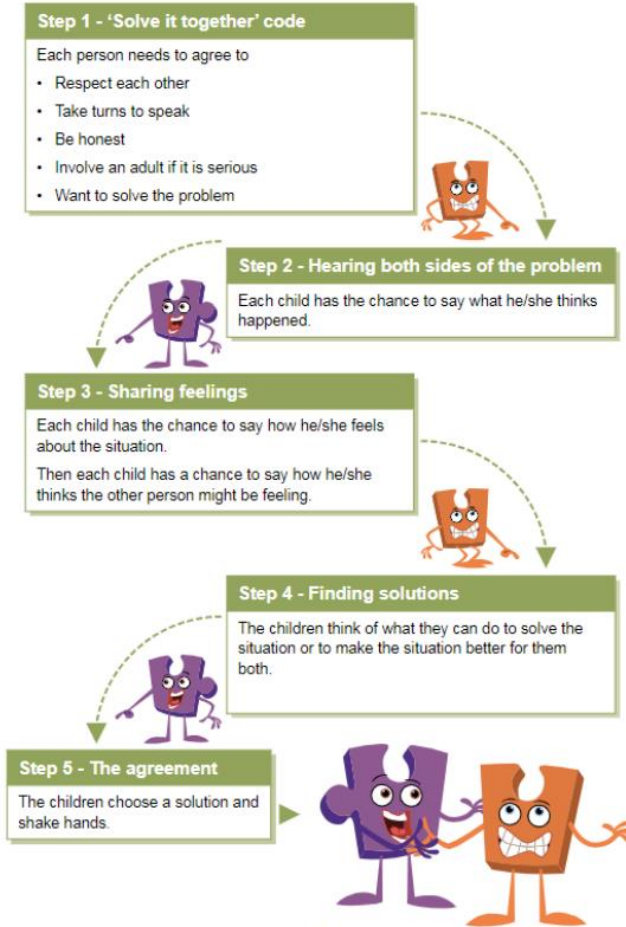 Step 1 - ‘Solve it together’ code
Each person needs to agree to
• Respect each other
• Take turns to speak
• Be honest
• Involve an adult if it is serious
• Want to solve the problem
Step 2 - Hearing both sides of the problem
Each child has the chance to say what he/she thinks
happened.
Step 3 - Sharing feelings
Each child has the chance to say how he/she feels
about the situation.
Then each child has a chance to say how he/she
thinks the other person might be feeling.
Step 4 - Finding solutions
The children think of what they can do to solve the
situation or to make the situation better for them
both.
Step 5 - The agreement
The children choose a solution and
shake hands.